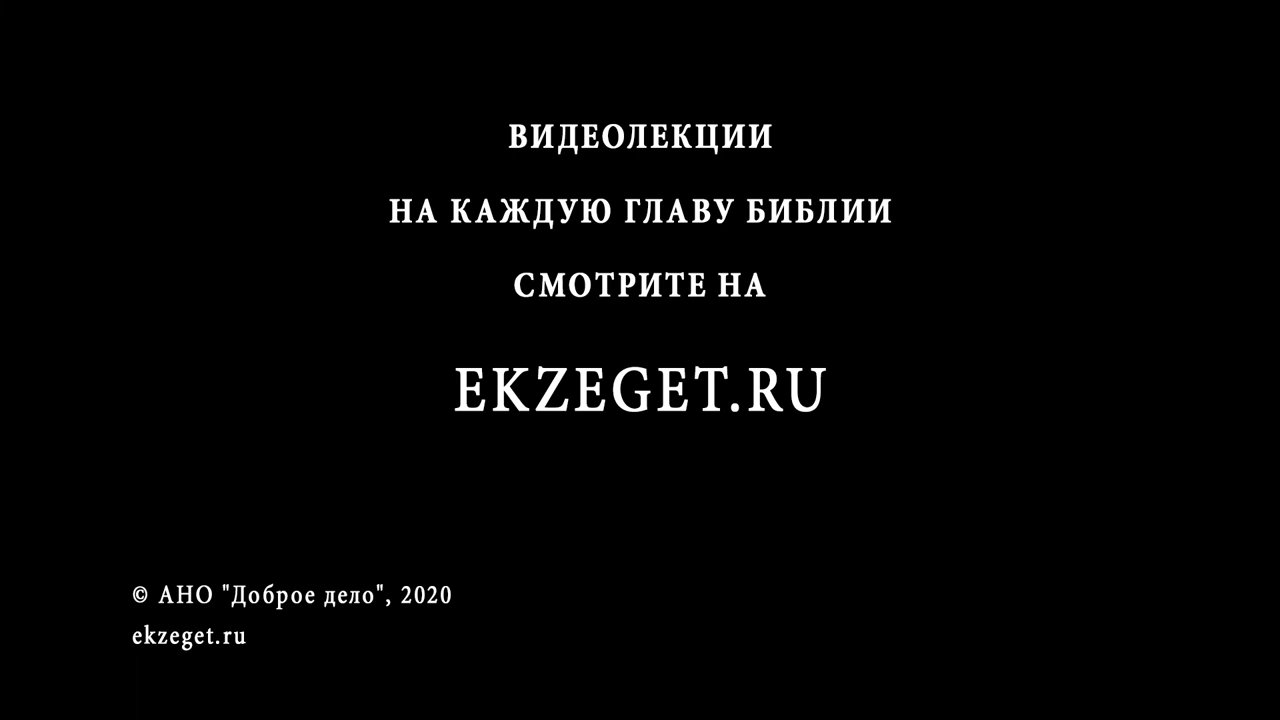 ВИДЕОЛЕКЦИИ
НА КАЖДУЮ ГЛАВУ БИБЛИИ
СМОТРИТЕ НА
EKZEGET.RU
© АНО "Доброе дело", 2020
ekzeget.ru